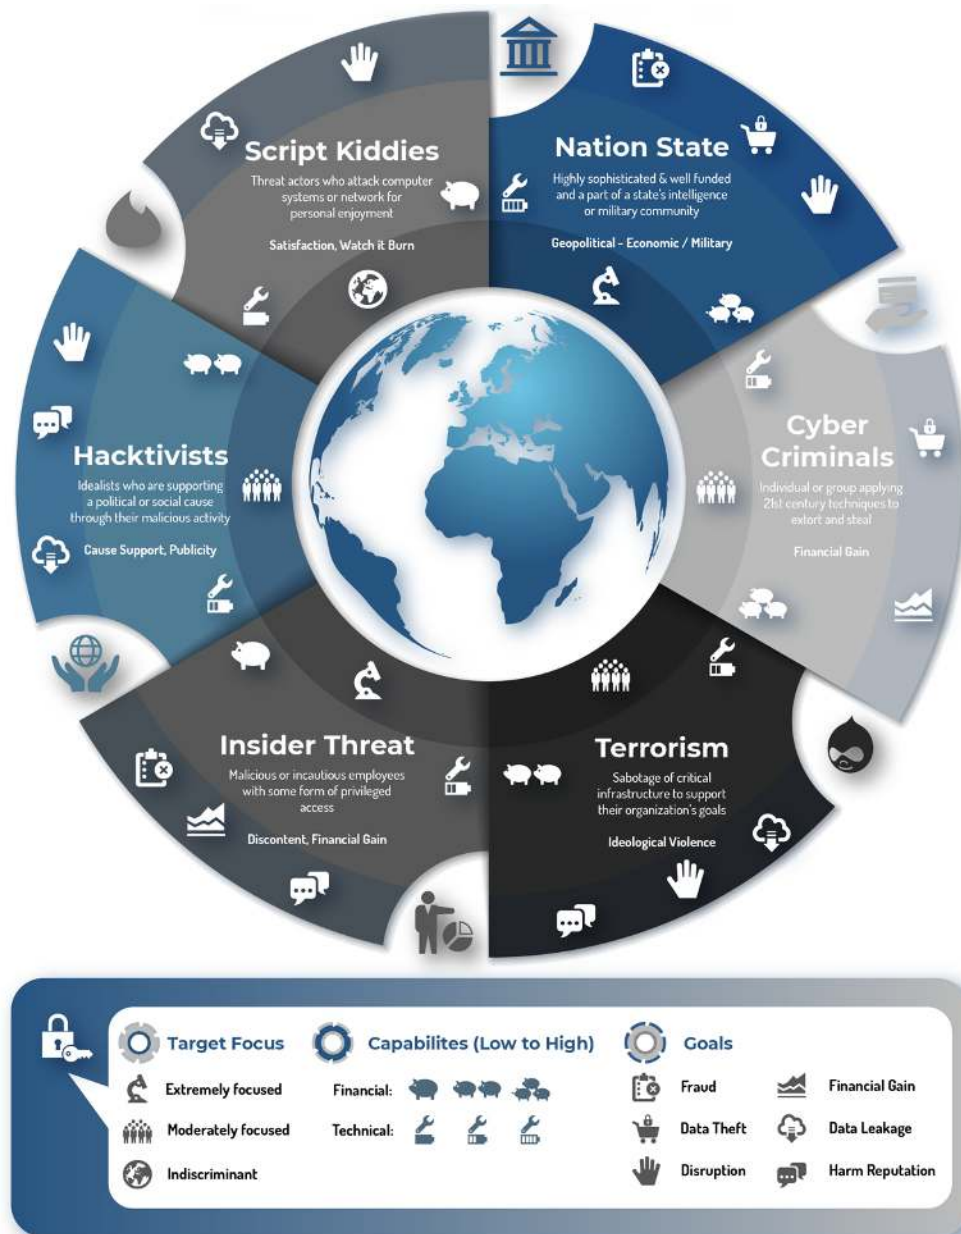 Script Kiddies
Threat actors who attack computer
systems or network for
personal enjoyment
Satisfaction, Watch it Burn
Nation State
Highly sophisticated & well funded
and a part of a state's intelligence
or military community
Geopolitical - Economic / Military
Cyber
Criminals
Individual or group applying
21st century techniques to
extort and steal
Financial Gain
Hacktivists
Idealists who are supporting
a political or social cause
through their malicious activity
Cause Support, Publicity
Insider Threat
Malicious or incautious employees
with some form of privileged
access
Discontent, Financial Gain
Terrorism
Sabotage of critical
infrastructure to support
their organization's goals
Ideological Violence
Target Focus
Extremely focused
Moderately focused
Indiscriminant
Capabilites (Low to High)
Financial:
Technical:
Goals
Fraud
Data Theft
Disruption
Financial Gain
Data Leakage
Harm Reputation